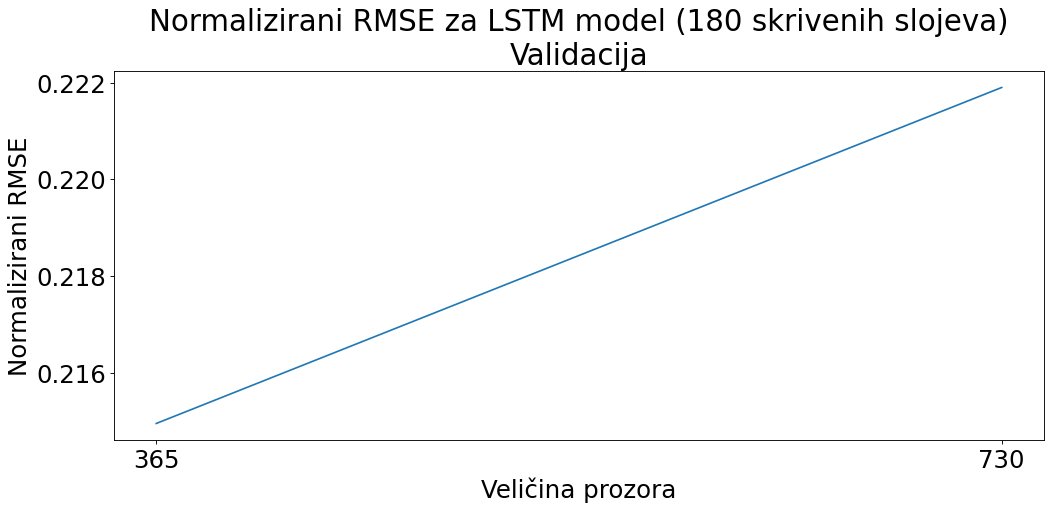 Normalizirani RMSE za LSTM model (180 skrivenih slojeva)
Validacija
Normalizirani RMSE
0.222
0.220
0.218
0.216
365
730
Veličina prozora